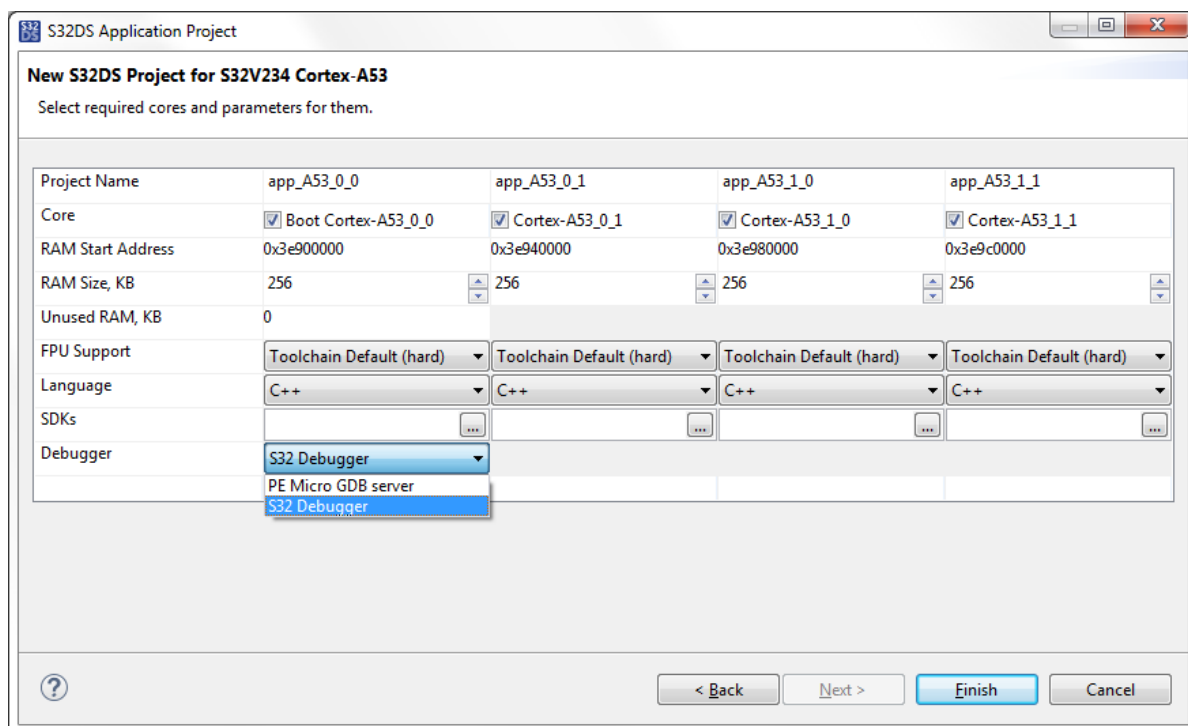 S32DS Application Project
New S32DS Project for S32V234 Cortex-A53
Select required cores and parameters for them.
Project Name app_A53_0_0 app_A53_0_1 app_A53_1_0 app_A53_1_1
Core Boot Cortex-A53_0_0 Cortex-A53_0_1 Cortex-A53_1_0 Cortex-A53_1_1
RAM Start Address 0x3e900000 0x3e940000 0x3e980000 0x3e9c0000
RAM Size, KB 256 256 256 256
Unused RAM, KB 0
FPU Support Toolchain Default (hard) Toolchain Default (hard) Toolchain Default (hard) Toolchain Default (hard)
Language C++ C++ C++ C++
SDKs ... ... ... ...
Debugger S32 Debugger
PE Micro GDB server
S32 Debugger
? < Back Next > Finish Cancel